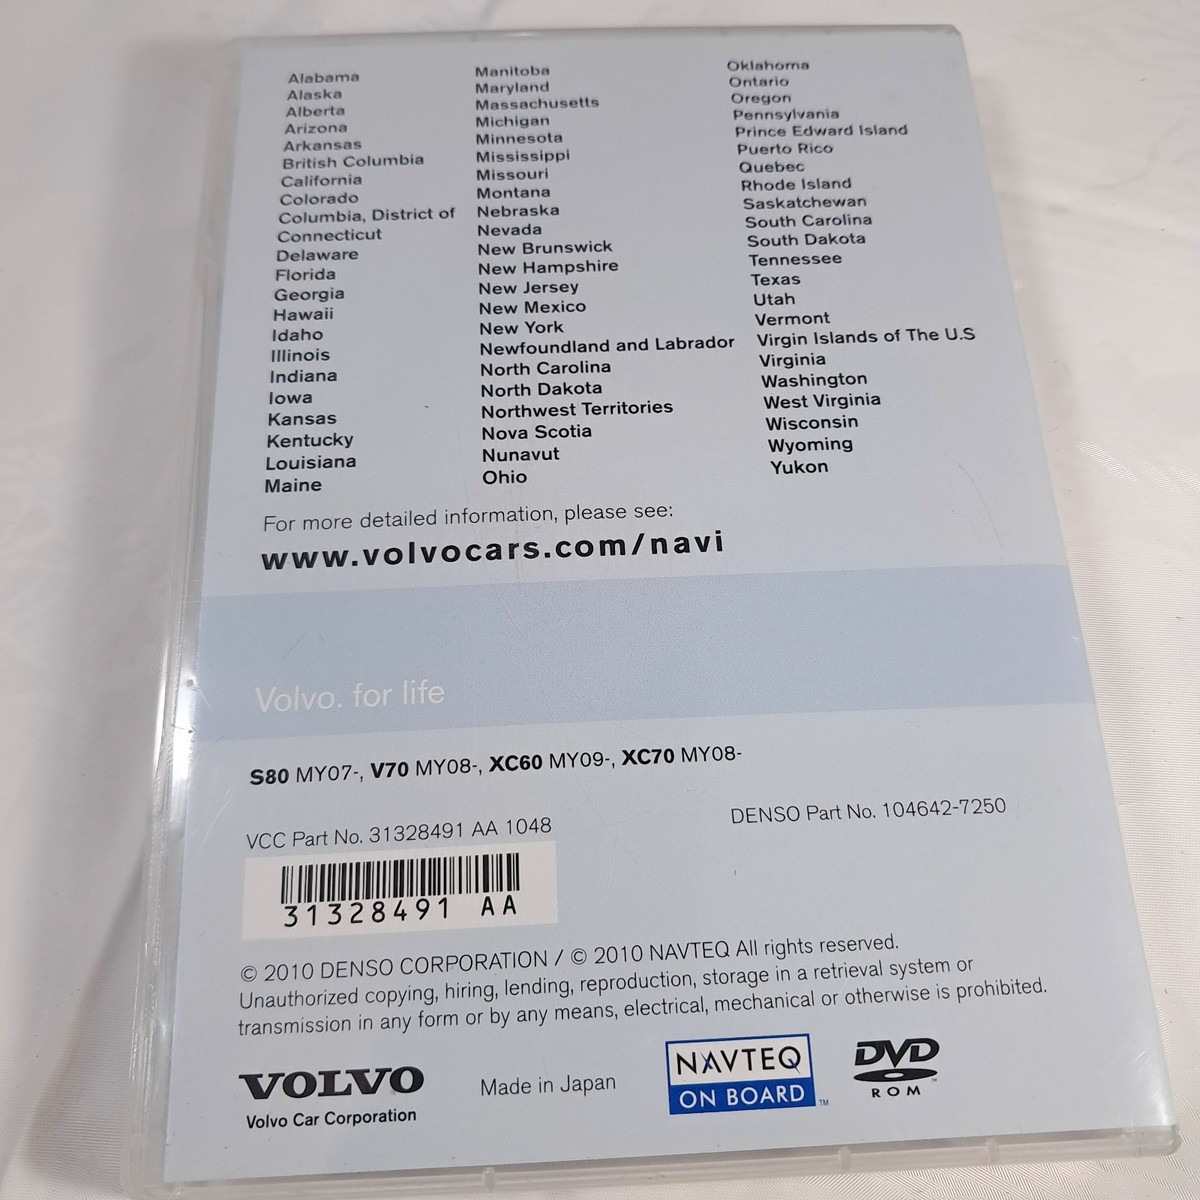 Alabama
Alaska
Alberta
Arizona
Arkansas
British Columbia
California
Colorado
Columbia, District of
Connecticut
Delaware
Florida
Georgia
Hawaii
Idaho
Illinois
Indiana
Iowa
Kansas
Kentucky
Louisiana
Maine
Manitoba
Maryland
Massachusetts
Michigan
Minnesota
Mississippi
Missouri
Montana
Nebraska
Nevada
New Brunswick
New Hampshire
New Jersey
New Mexico
New York
Newfoundland and Labrador
North Carolina
North Dakota
Northwest Territories
Nova Scotia
Nunavut
Ohio
Oklahoma
Ontario
Oregon
Pennsylvania
Prince Edward Island
Puerto Rico
Quebec
Rhode Island
Saskatchewan
South Carolina
South Dakota
Tennessee
Texas
Utah
Vermont
Virgin Islands of The U.S
Virginia
Washington
West Virginia
Wisconsin
Wyoming
Yukon
For more detailed information, please see:
www.volvocars.com/navi
Volvo. for life
S80 MY07-, V70 MY08-, XC60 MY09-, XC70 MY08-
VCC Part No. 31328491 AA 1048
DENSO Part No. 104642-7250
31328491 AA
© 2010 DENSO CORPORATION / © 2010 NAVTEQ All rights reserved.
Unauthorized copying, hiring, lending, reproduction, storage in a retrieval system or
transmission in any form or by any means, electrical, mechanical or otherwise is prohibited.
VOLVO
Volvo Car Corporation
Made in Japan
NAVTEQ
ON BOARD™
DVD™
ROM